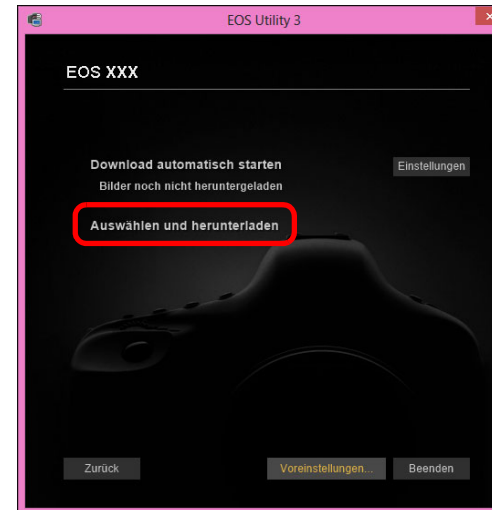 EOS Utility 3
EOS XXX
Download automatisch starten
Einstellungen
Bilder noch nicht heruntergeladen
Auswählen und herunterladen
Zurück
Voreinstellungen...
Beenden